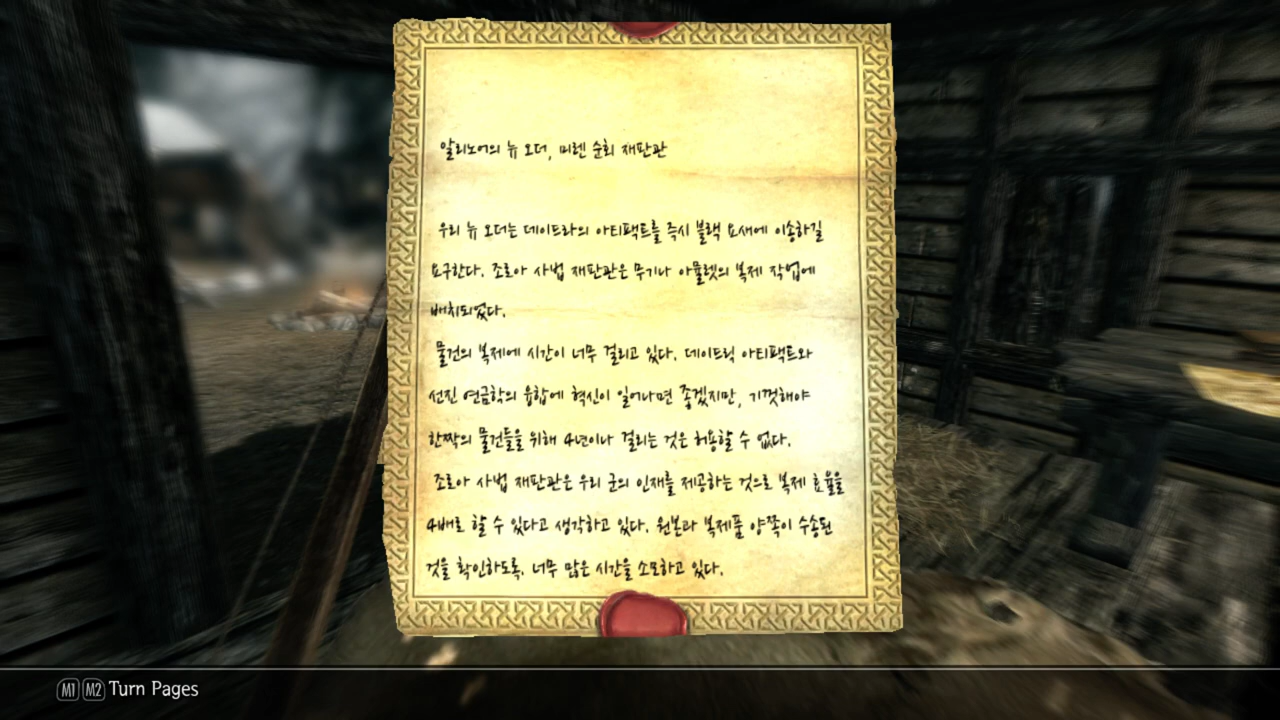 알리노어의 뉴 오더, 미렌 순회 재판관
우리 뉴 오더는 데이드라의 아티팩트를 즉시 블랙 요새에 이송하길
요구한다. 조로아 사법 재판관은 무기나 아뮬렛의 복제 작업에
배치되었다.
물건의 복제에 시간이 너무 걸리고 있다. 데이드릭 아티팩트와
선진 연금학의 융합에 혁신이 일어나면 좋겠지만, 기껏해야
한짝의 물건들을 위해 4년이나 걸리는 것은 허용할 수 없다.
조로아 사법 재판관은 우리 군의 인재를 제공하는 것으로 복제 효율을
4배로 할 수 있다고 생각하고 있다. 원본과 복제품 양쪽이 수송된
것을 확인하도록. 너무 많은 시간을 소모하고 있다.
M1 M2 Turn Pages